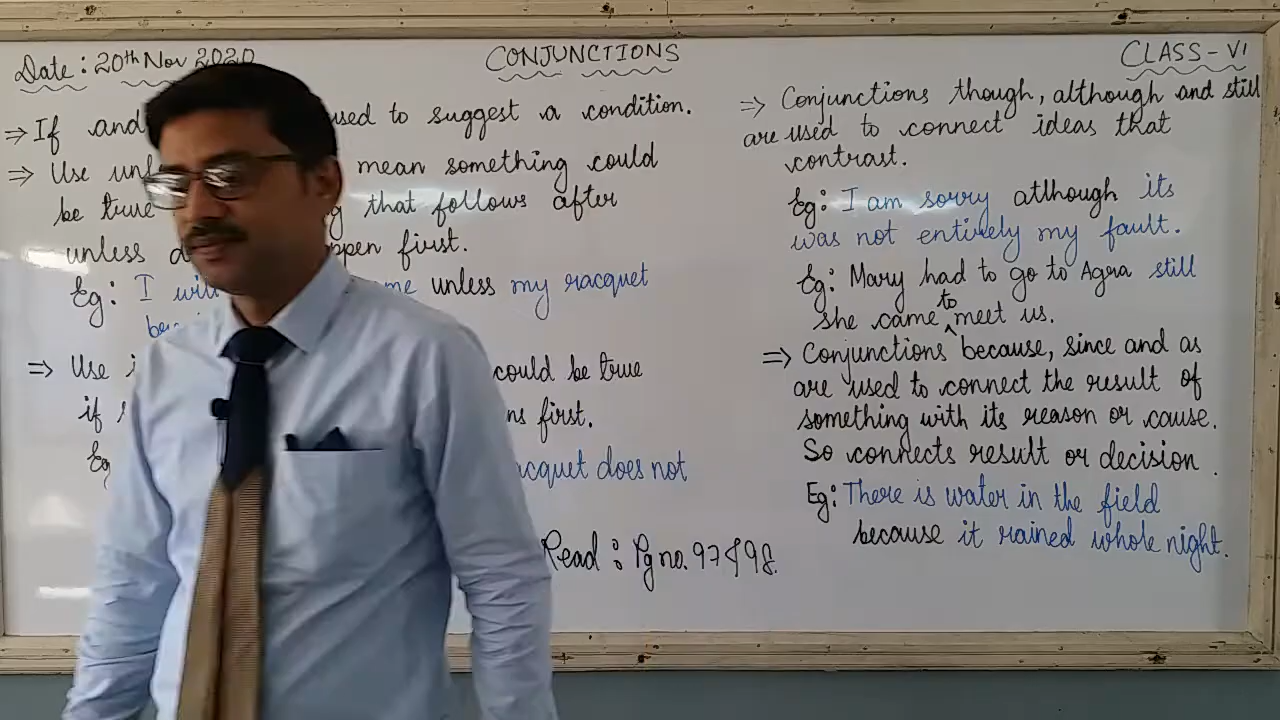 Date: 20th Nov 2020
CONJUNCTIONS
CLASS-VI
⇒ If and used to suggest a condition.
⇒ Use mean something could
be true that follows after
unless first.
Eg: I unless my racquet
⇒ Use could be true
if first.
Eg racquet does not
Read : Pg no. 97 & 98.
⇒ Conjunctions though, although and still
are used to connect ideas that
contrast.
Eg: I am sorry although its
was not entirely my fault.
Eg: Mary had to go to Agra still
she came to meet us.
⇒ Conjunctions because, since and as
are used to connect the result of
something with its reason or cause.
So connects result or decision.
Eg: There is water in the field
because it rained whole night.